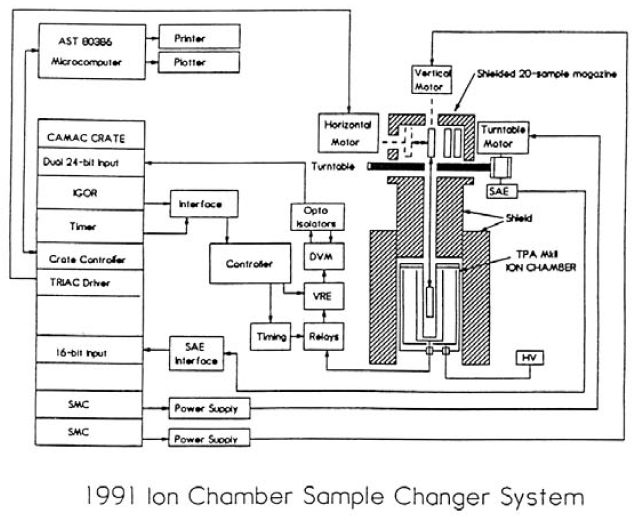 AST 80386
Microcomputer
Printer
Plotter
Vertical
Motor
Shielded 20-sample magazine
Horizontal
Motor
Turntable
Motor
Turntable
SAE
CAMAC CRATE
Dual 24-bit Input
IGOR
Timer
Crate Controller
TRIAC Driver
16-bit Input
SMC
SMC
Interface
Controller
Opto
Isolators
DVM
VRE
Timing
Relays
Shield
TPA MkII
ION CHAMBER
SAE
Interface
HV
Power Supply
Power Supply
1991 Ion Chamber Sample Changer System